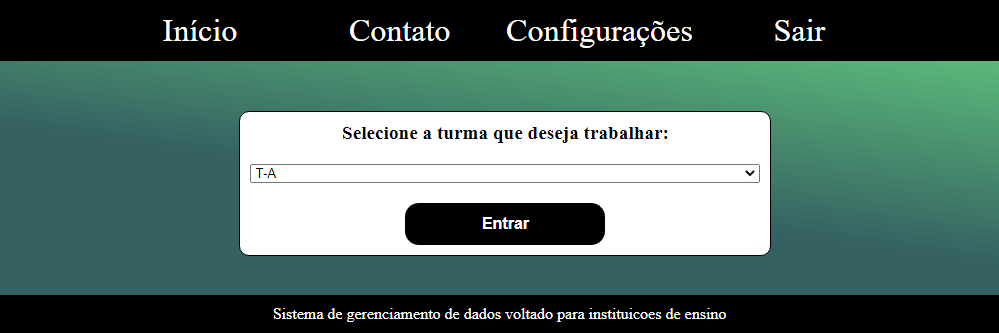 Início Contato Configurações Sair
Selecione a turma que deseja trabalhar:
T-A
Entrar
Sistema de gerenciamento de dados voltado para instituicoes de ensino